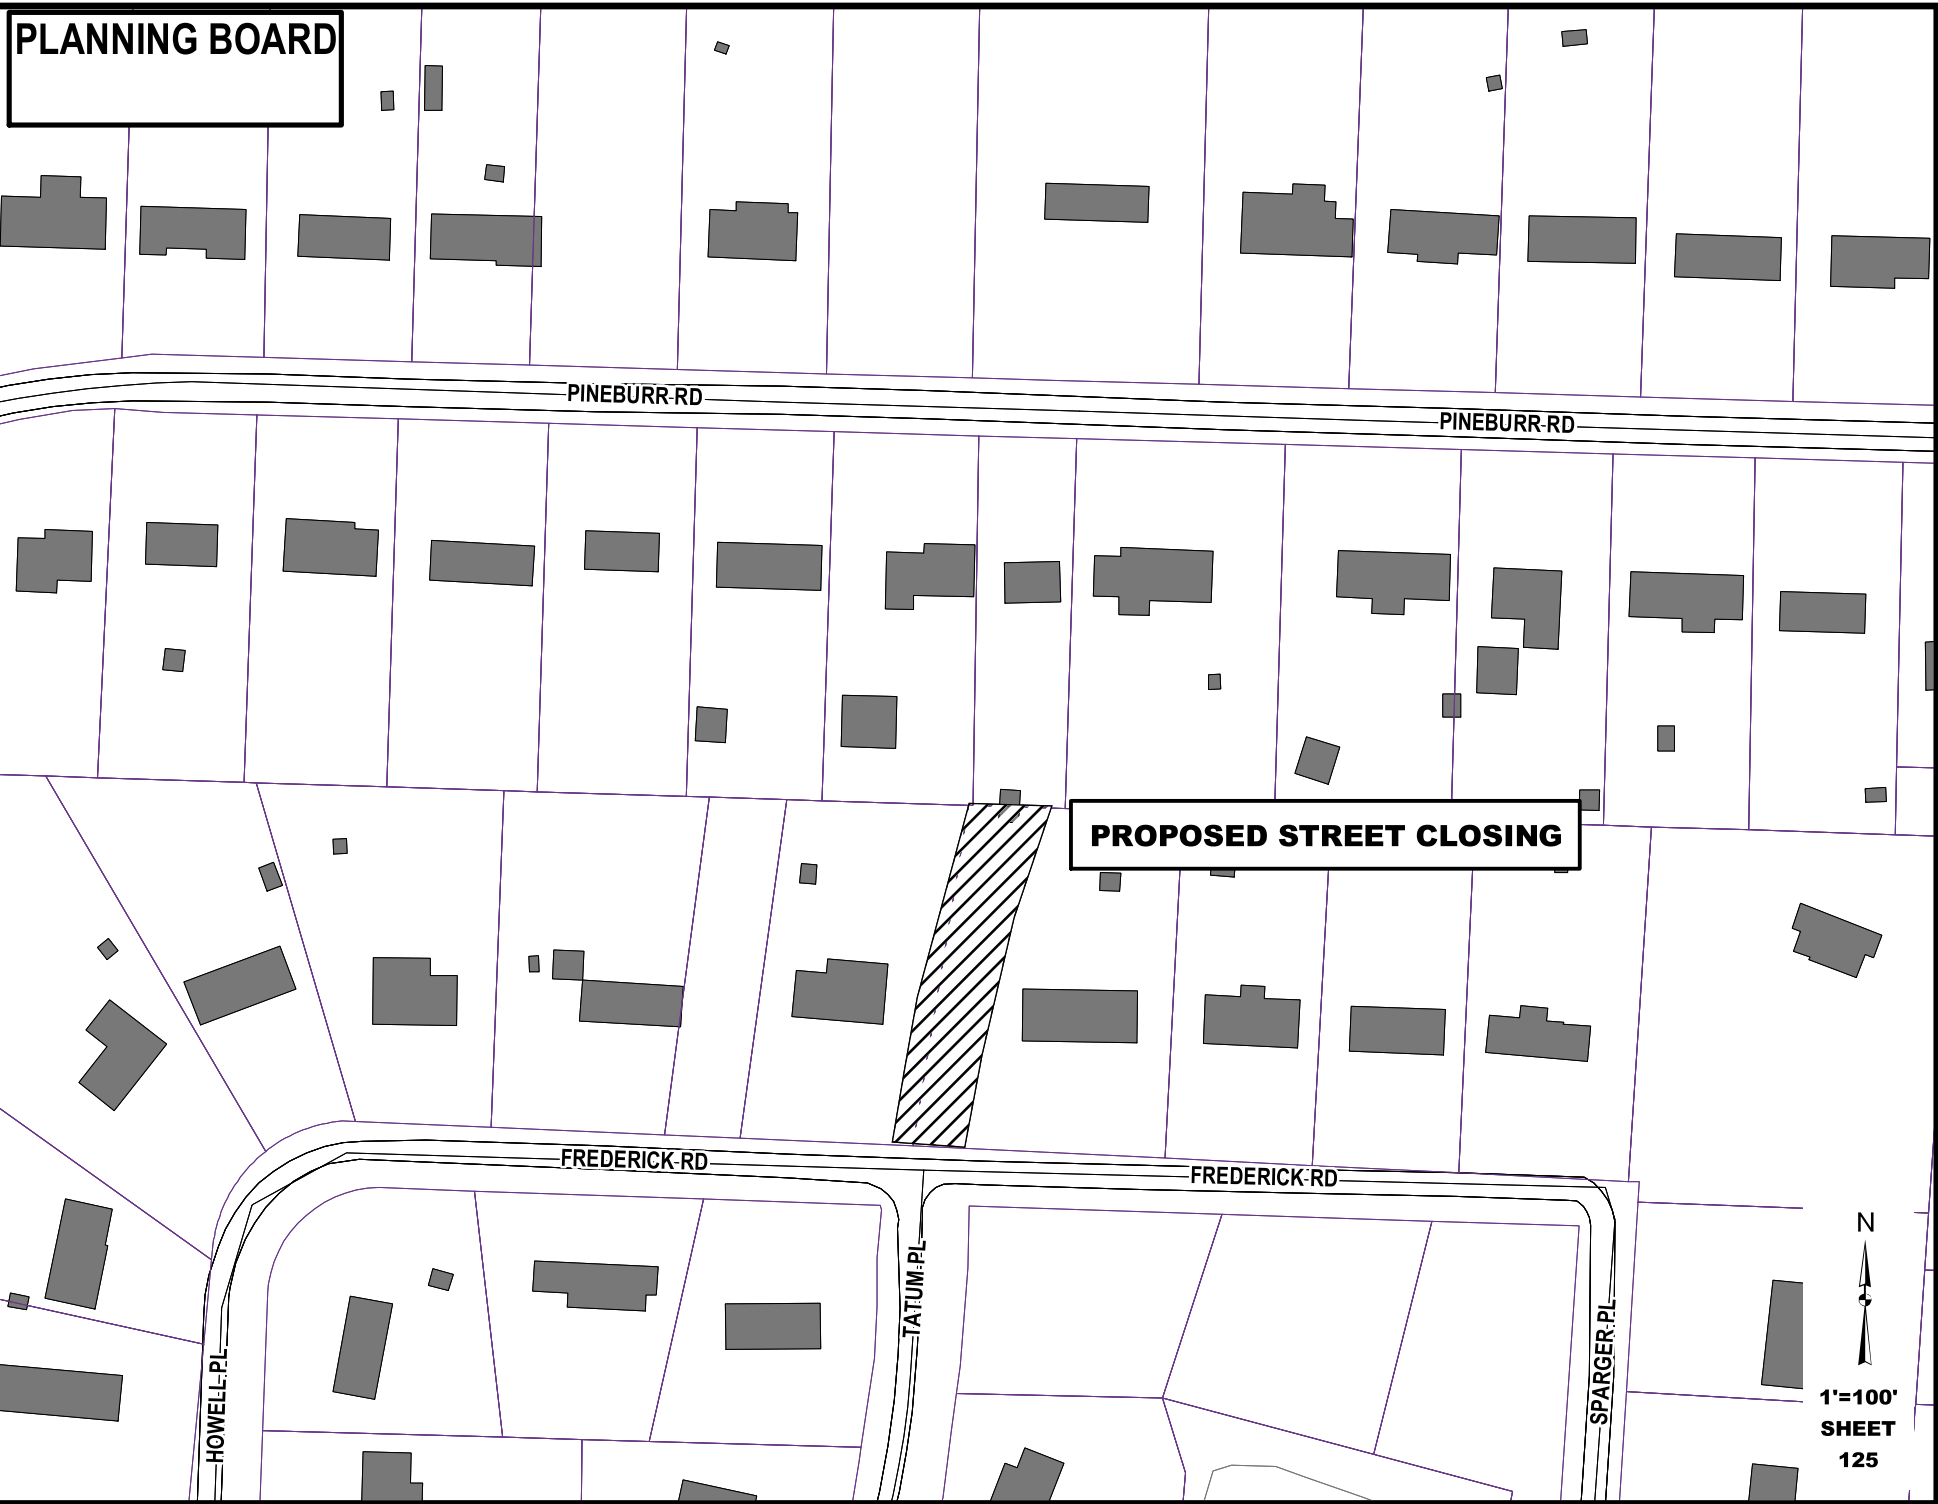 PLANNING BOARD
PINEBURR RD
PINEBURR RD
PROPOSED STREET CLOSING
FREDERICK RD
FREDERICK RD
TATUM PL
HOWELL PL
SPARGER PL
N
1'=100'
SHEET
125